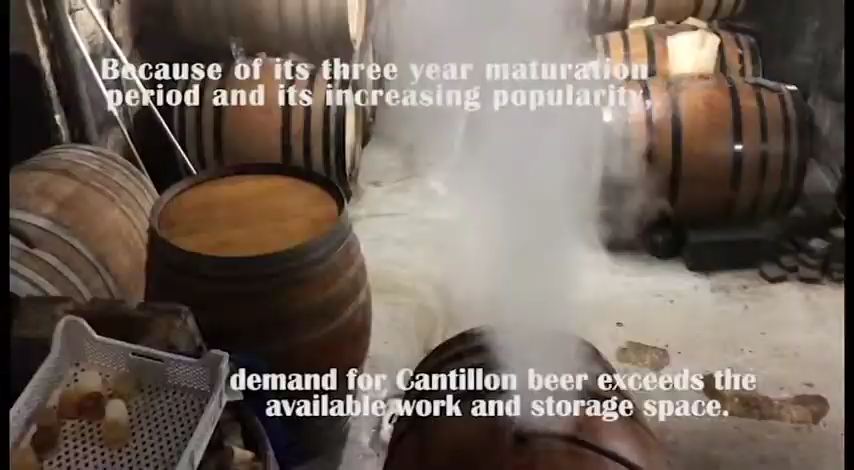 Because of its three year maturation
period and its increasing popularity,
demand for Cantillon beer exceeds the
available work and storage space.